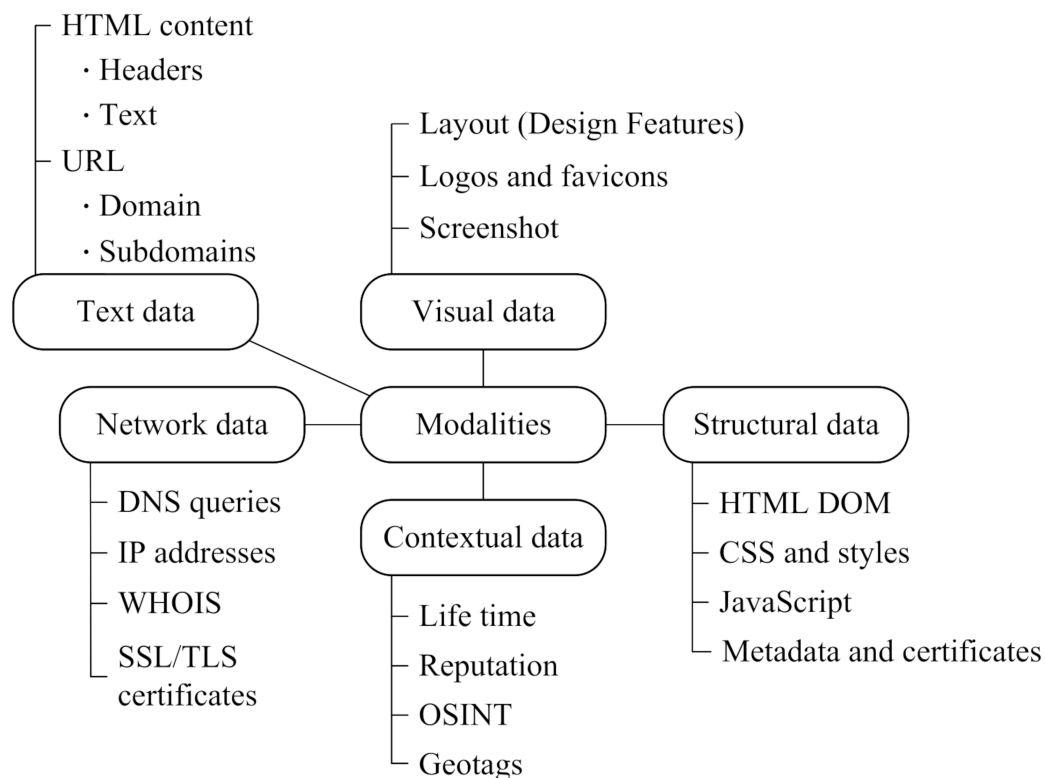 HTML content
· Headers
· Text
URL
· Domain
· Subdomains
Text data
Layout (Design Features)
Logos and favicons
Screenshot
Visual data
Network data
DNS queries
IP addresses
WHOIS
SSL/TLS
certificates
Modalities
Contextual data
Life time
Reputation
OSINT
Geotags
Structural data
HTML DOM
CSS and styles
JavaScript
Metadata and certificates